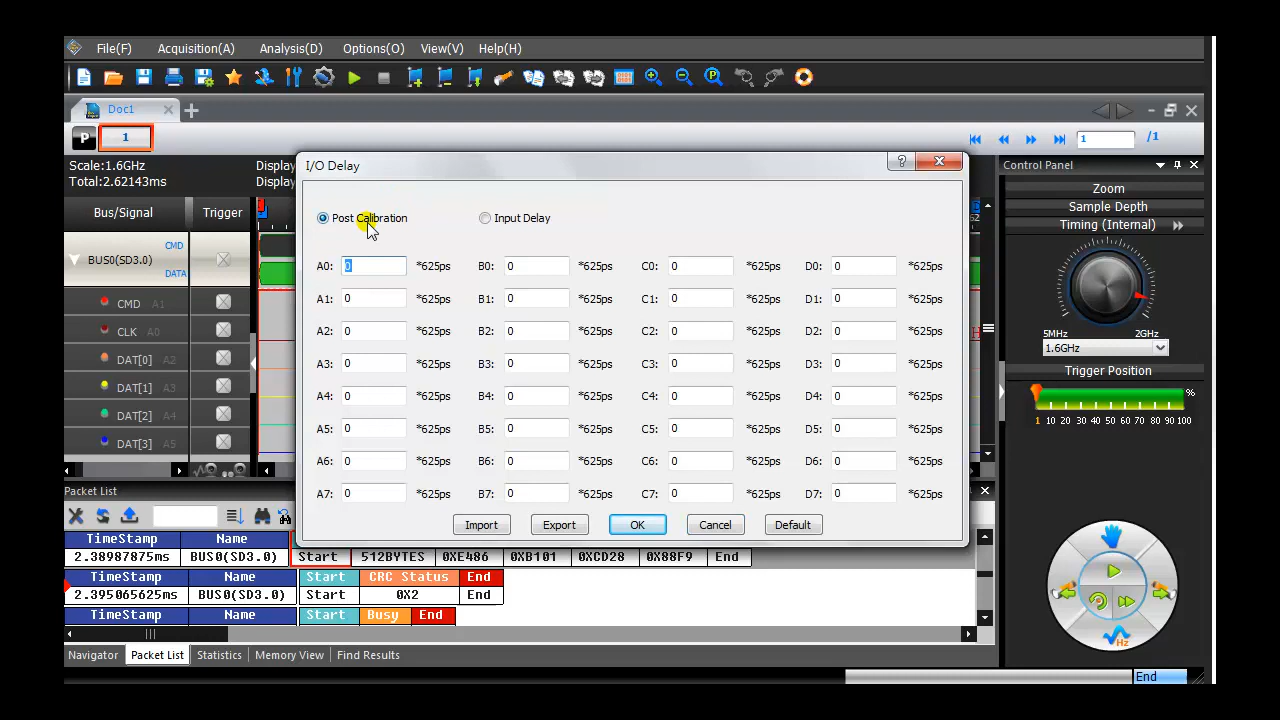 File(F) Acquisition(A) Analysis(D) Options(O) View(V) Help(H)
Doc1
P 1 1 /1
Scale:1.6GHz Display
Total:2.62143ms Display
Control Panel
Bus/Signal Trigger
BUS0(SD3.0) CMD
DATA
CMD A1
CLK A0
DAT[0] A2
DAT[1] A3
DAT[2] A4
DAT[3] A5
I/O Delay
Post Calibration Input Delay
A0: 0 *625ps B0: 0 *625ps C0: 0 *625ps D0: 0 *625ps
A1: 0 *625ps B1: 0 *625ps C1: 0 *625ps D1: 0 *625ps
A2: 0 *625ps B2: 0 *625ps C2: 0 *625ps D2: 0 *625ps
A3: 0 *625ps B3: 0 *625ps C3: 0 *625ps D3: 0 *625ps
A4: 0 *625ps B4: 0 *625ps C4: 0 *625ps D4: 0 *625ps
A5: 0 *625ps B5: 0 *625ps C5: 0 *625ps D5: 0 *625ps
A6: 0 *625ps B6: 0 *625ps C6: 0 *625ps D6: 0 *625ps
A7: 0 *625ps B7: 0 *625ps C7: 0 *625ps D7: 0 *625ps
Import Export OK Cancel Default
Zoom
Sample Depth
Timing (Internal)
5MHz 2GHz
1.6GHz
Trigger Position
%
1 10 20 30 40 50 60 70 80 90 100
Hz
Packet List
TimeStamp Name
2.38987875ms BUS0(SD3.0) Start 512BYTES 0XE486 0XB101 0XCD28 0X88F9 End
TimeStamp Name Start CRC Status End
2.395065625ms BUS0(SD3.0) Start 0X2 End
TimeStamp Name Start Busy End
Navigator Packet List Statistics Memory View Find Results
End